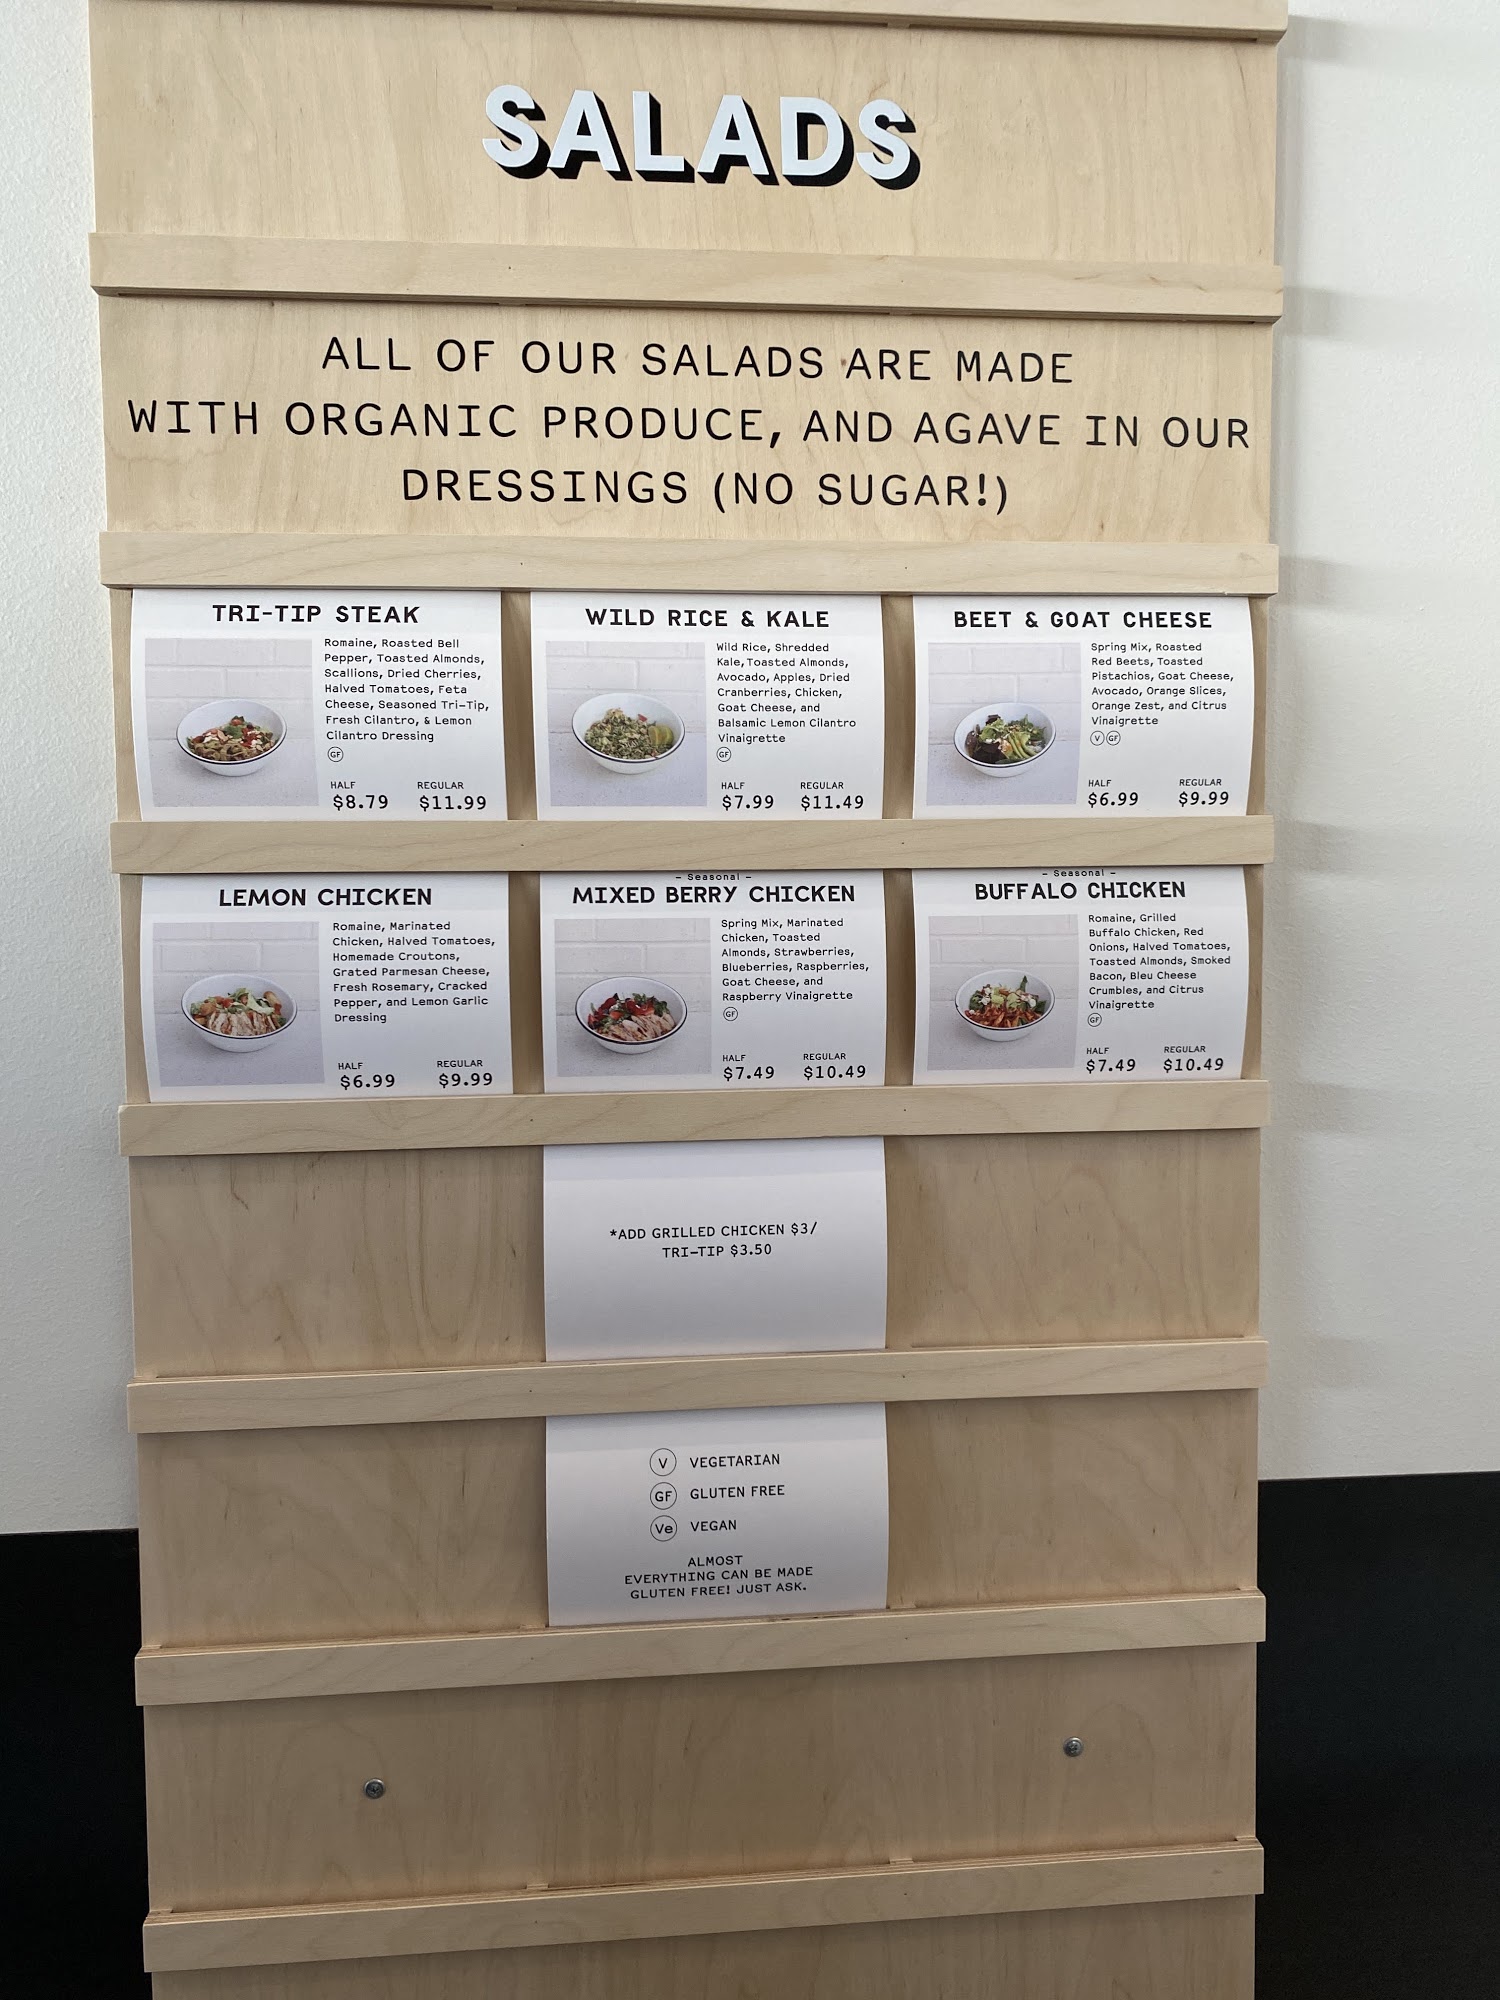 SALADS
ALL OF OUR SALADS ARE MADE
WITH ORGANIC PRODUCE, AND AGAVE IN OUR
DRESSINGS (NO SUGAR!)
TRI-TIP STEAK
Romaine, Roasted Bell
Pepper, Toasted Almonds,
Scallions, Dried Cherries,
Halved Tomatoes, Feta
Cheese, Seasoned Tri-Tip,
Fresh Cilantro, & Lemon
Cilantro Dressing
GF
HALF REGULAR
$8.79 $11.99
WILD RICE & KALE
Wild Rice, Shredded
Kale, Toasted Almonds,
Avocado, Apples, Dried
Cranberries, Chicken,
Goat Cheese, and
Balsamic Lemon Cilantro
Vinaigrette
GF
HALF REGULAR
$7.99 $11.49
BEET & GOAT CHEESE
Spring Mix, Roasted
Red Beets, Toasted
Pistachios, Goat Cheese,
Avocado, Orange Slices,
Orange Zest, and Citrus
Vinaigrette
V GF
HALF REGULAR
$6.99 $9.99
LEMON CHICKEN
Romaine, Marinated
Chicken, Halved Tomatoes,
Homemade Croutons,
Grated Parmesan Cheese,
Fresh Rosemary, Cracked
Pepper, and Lemon Garlic
Dressing
HALF REGULAR
$6.99 $9.99
– Seasonal –
MIXED BERRY CHICKEN
Spring Mix, Marinated
Chicken, Toasted
Almonds, Strawberries,
Blueberries, Raspberries,
Goat Cheese, and
Raspberry Vinaigrette
GF
HALF REGULAR
$7.49 $10.49
– Seasonal –
BUFFALO CHICKEN
Romaine, Grilled
Buffalo Chicken, Red
Onions, Halved Tomatoes,
Toasted Almonds, Smoked
Bacon, Bleu Cheese
Crumbles, and Citrus
Vinaigrette
GF
HALF REGULAR
$7.49 $10.49
*ADD GRILLED CHICKEN $3/
TRI-TIP $3.50
V VEGETARIAN
GF GLUTEN FREE
Ve VEGAN
ALMOST
EVERYTHING CAN BE MADE
GLUTEN FREE! JUST ASK.